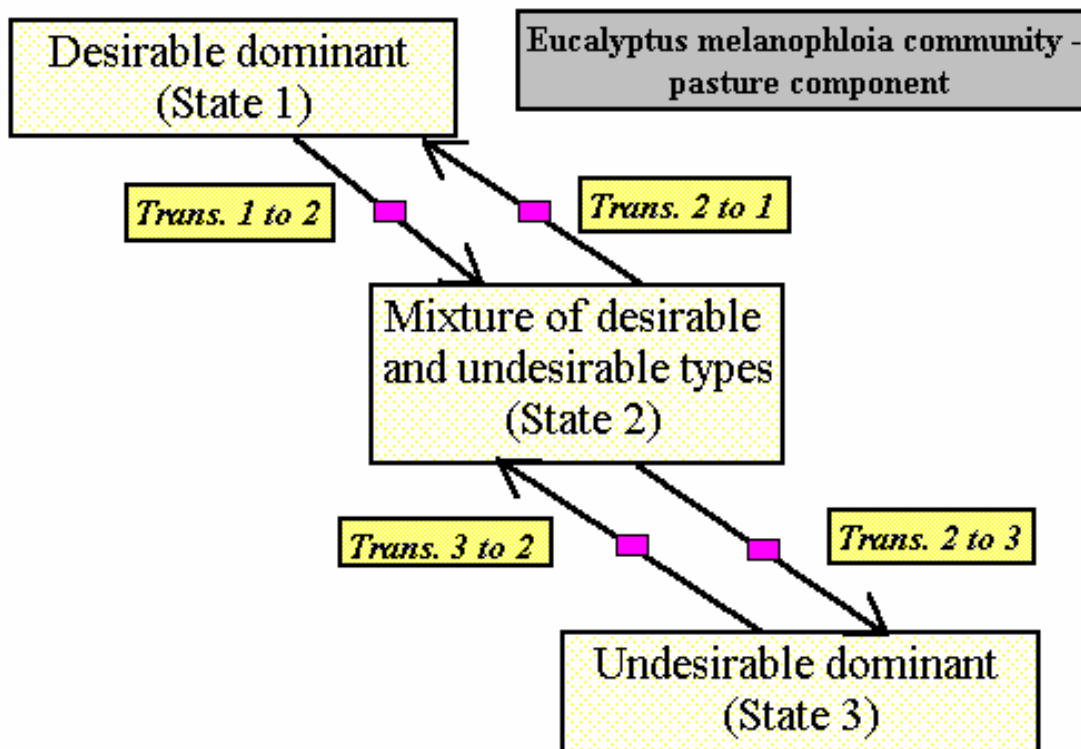 Desirable dominant
(State 1)
Eucalyptus melanophloia community -
pasture component
Trans. 1 to 2
Trans. 2 to 1
Mixture of desirable
and undesirable types
(State 2)
Trans. 3 to 2
Trans. 2 to 3
Undesirable dominant
(State 3)